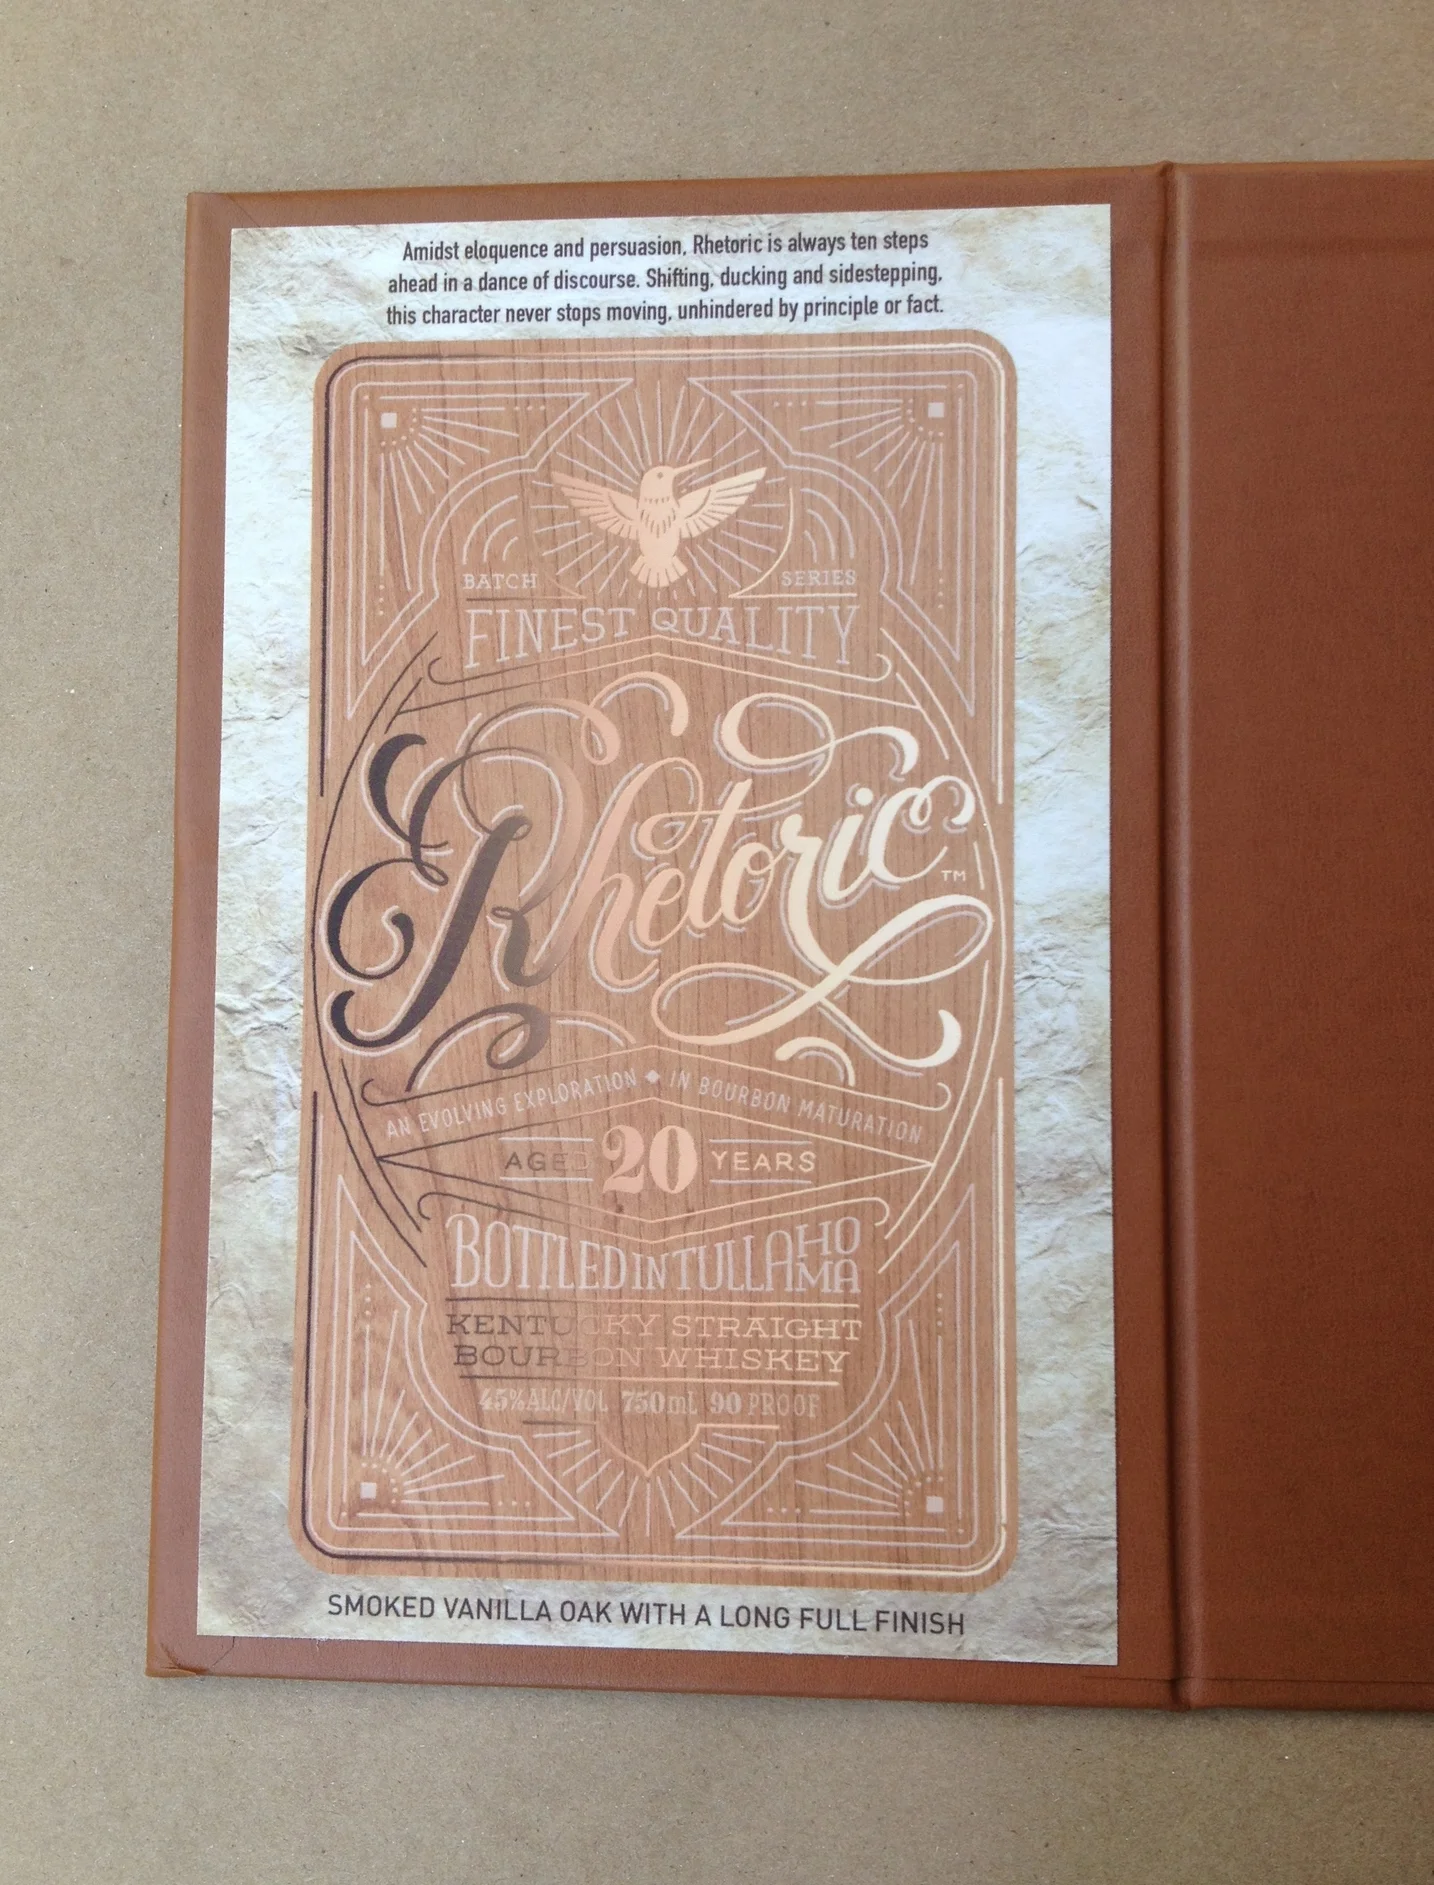 Amidst eloquence and persuasion, Rhetoric is always ten steps
ahead in a dance of discourse. Shifting, ducking and sidestepping,
this character never stops moving, unhindered by principle or fact.
BATCH SERIES
FINEST QUALITY
Rhetoric™
AN EVOLVING EXPLORATION ◆ IN BOURBON MATURATION
AGED 20 YEARS
BOTTLED IN TULLAHOMA
KENTUCKY STRAIGHT
BOURBON WHISKEY
45% ALC/VOL 750mL 90 PROOF
SMOKED VANILLA OAK WITH A LONG FULL FINISH